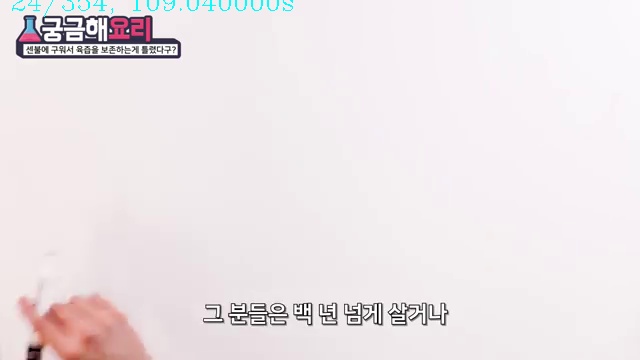 24/354, 109.040000s
궁금해요리
센불에 구워서 육즙을 보존하는게 틀렸다구?
그 분들은 백 년 넘게 살거나